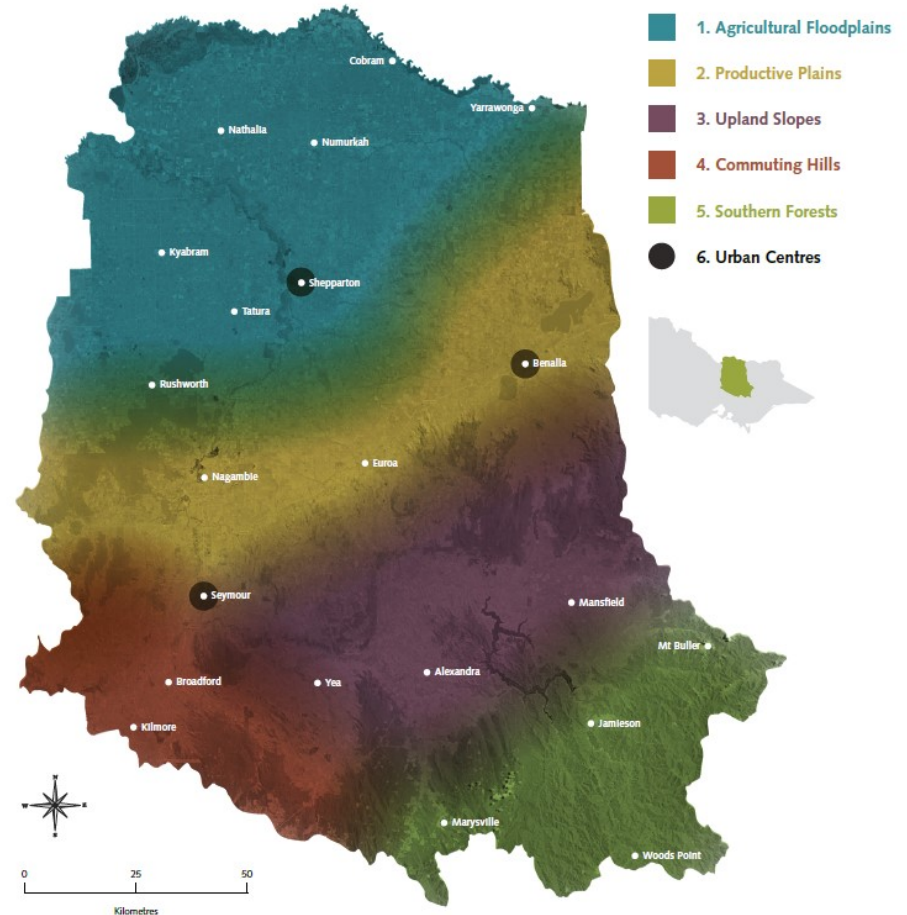 1. Agricultural Floodplains
2. Productive Plains
3. Upland Slopes
4. Commuting Hills
5. Southern Forests
6. Urban Centres
Cobram
Yarrawonga
Nathalia
Numurkah
Kyabram
Shepparton
Tatura
Benalla
Rushworth
Euroa
Nagambie
Seymour
Mansfield
Mt Buller
Alexandra
Broadford
Yea
Jamieson
Kilmore
Marysville
Woods Point
N
W E
S
0 25 50
Kilometres